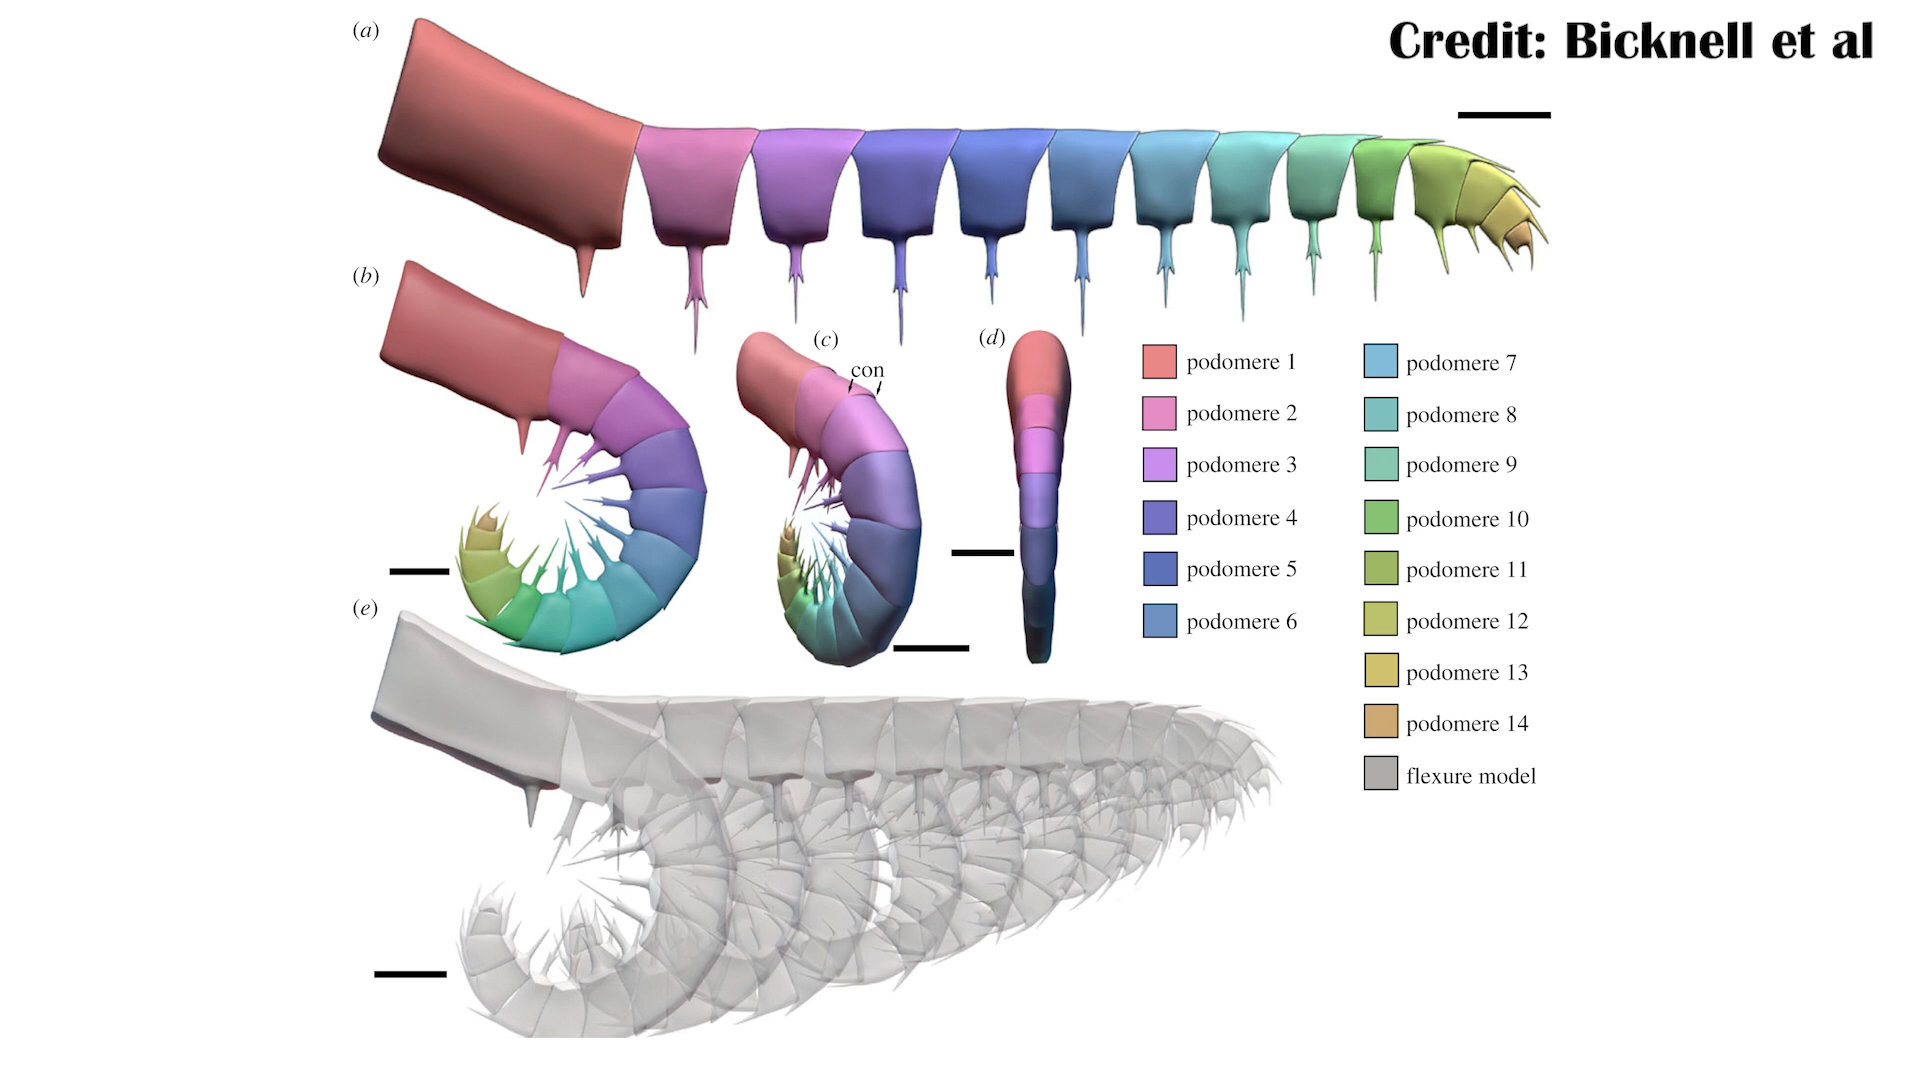 (a)
Credit: Bicknell et al
(b)
(c)
con
(d)
podomere 1
podomere 2
podomere 3
podomere 4
podomere 5
podomere 6
podomere 7
podomere 8
podomere 9
podomere 10
podomere 11
podomere 12
podomere 13
podomere 14
flexure model
(e)